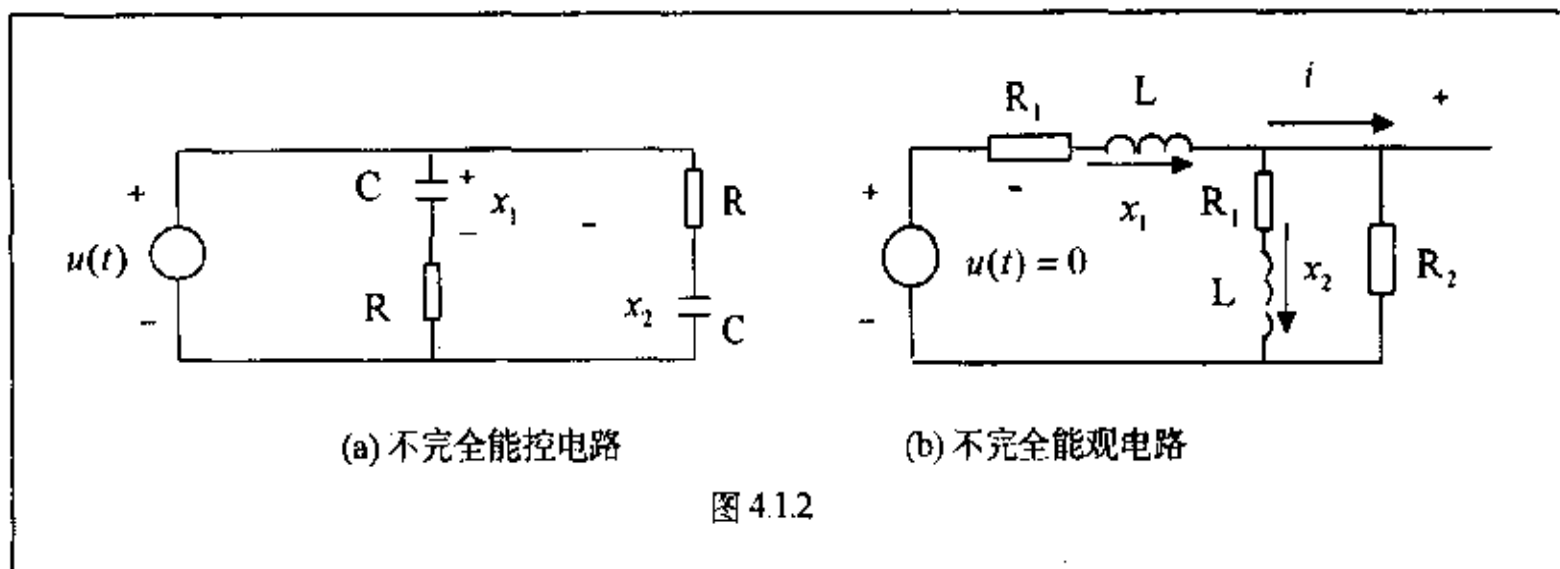 C
+
x₁
−
−
R
+
u(t)
−
R
x₂
C
R₁
L
i
+
+
−
x₁
R₁
u(t) = 0
L
x₂
R₂
−
(a) 不完全能控电路
(b) 不完全能观电路
图 4.1.2